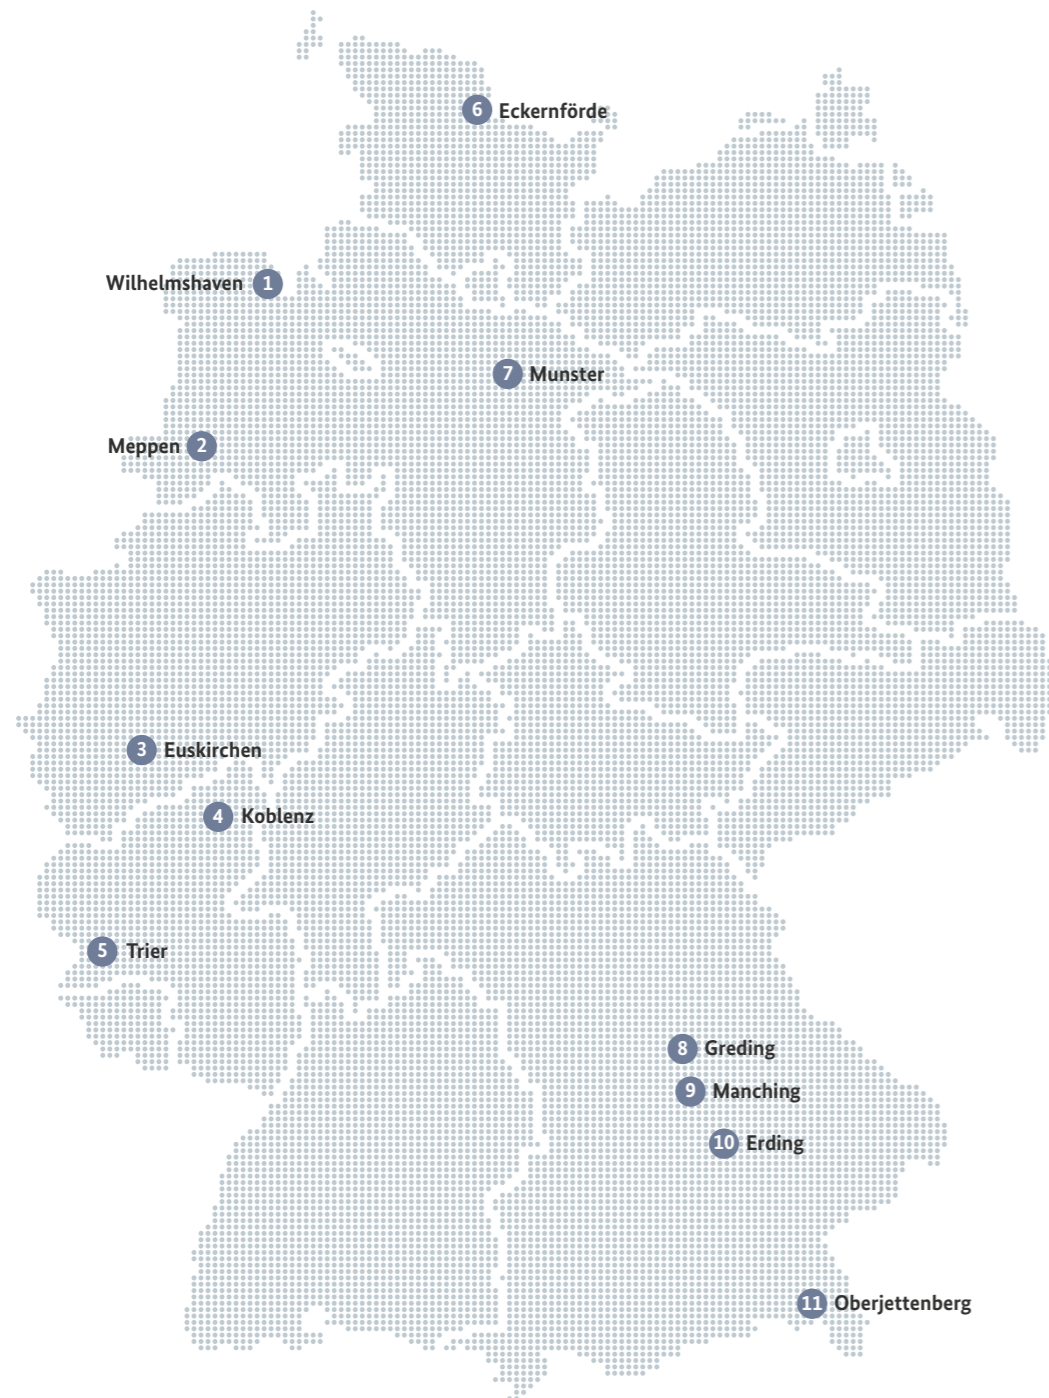 6 Eckernförde
Wilhelmshaven 1
7 Munster
Meppen 2
3 Euskirchen
4 Koblenz
5 Trier
8 Greding
9 Manching
10 Erding
11 Oberjettenberg